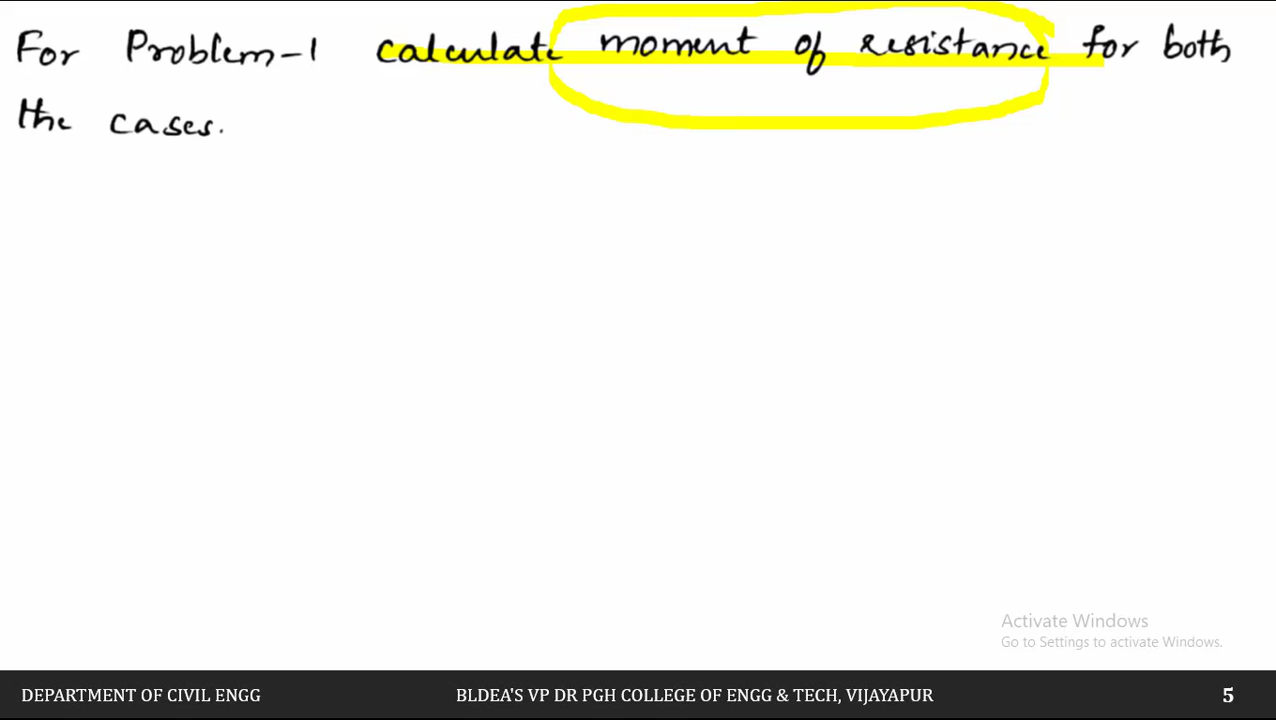 For Problem-1 calculate moment of resistance for both
the cases.
Activate Windows
Go to Settings to activate Windows.
DEPARTMENT OF CIVIL ENGG BLDEA'S VP DR PGH COLLEGE OF ENGG & TECH, VIJAYAPUR 5